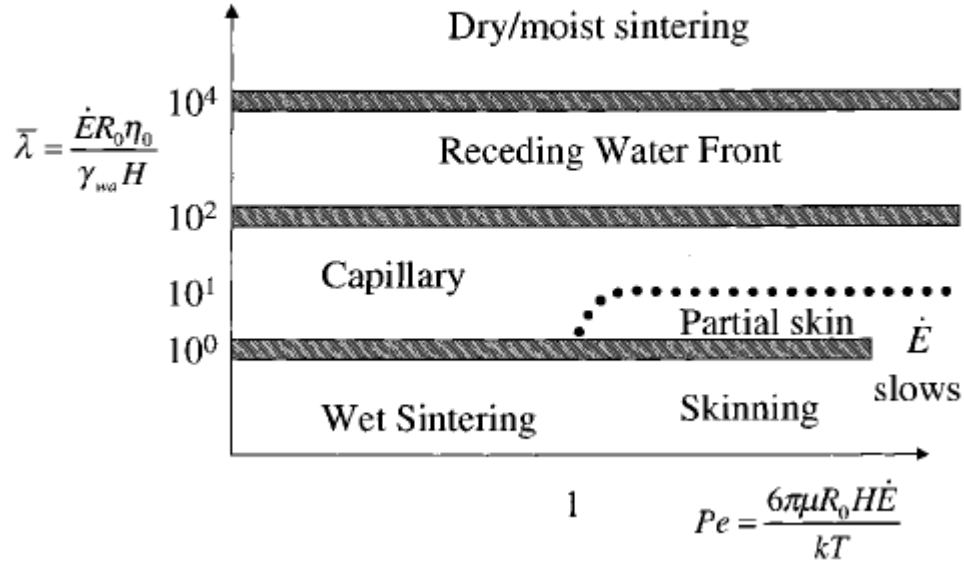 Dry/moist sintering
10⁴
λ̄ = ĖR₀η₀ / γwaH
Receding Water Front
10²
Capillary
10¹
Partial skin
10⁰
Ė
slows
Wet Sintering
Skinning
1
Pe = 6πμR₀HĖ / kT